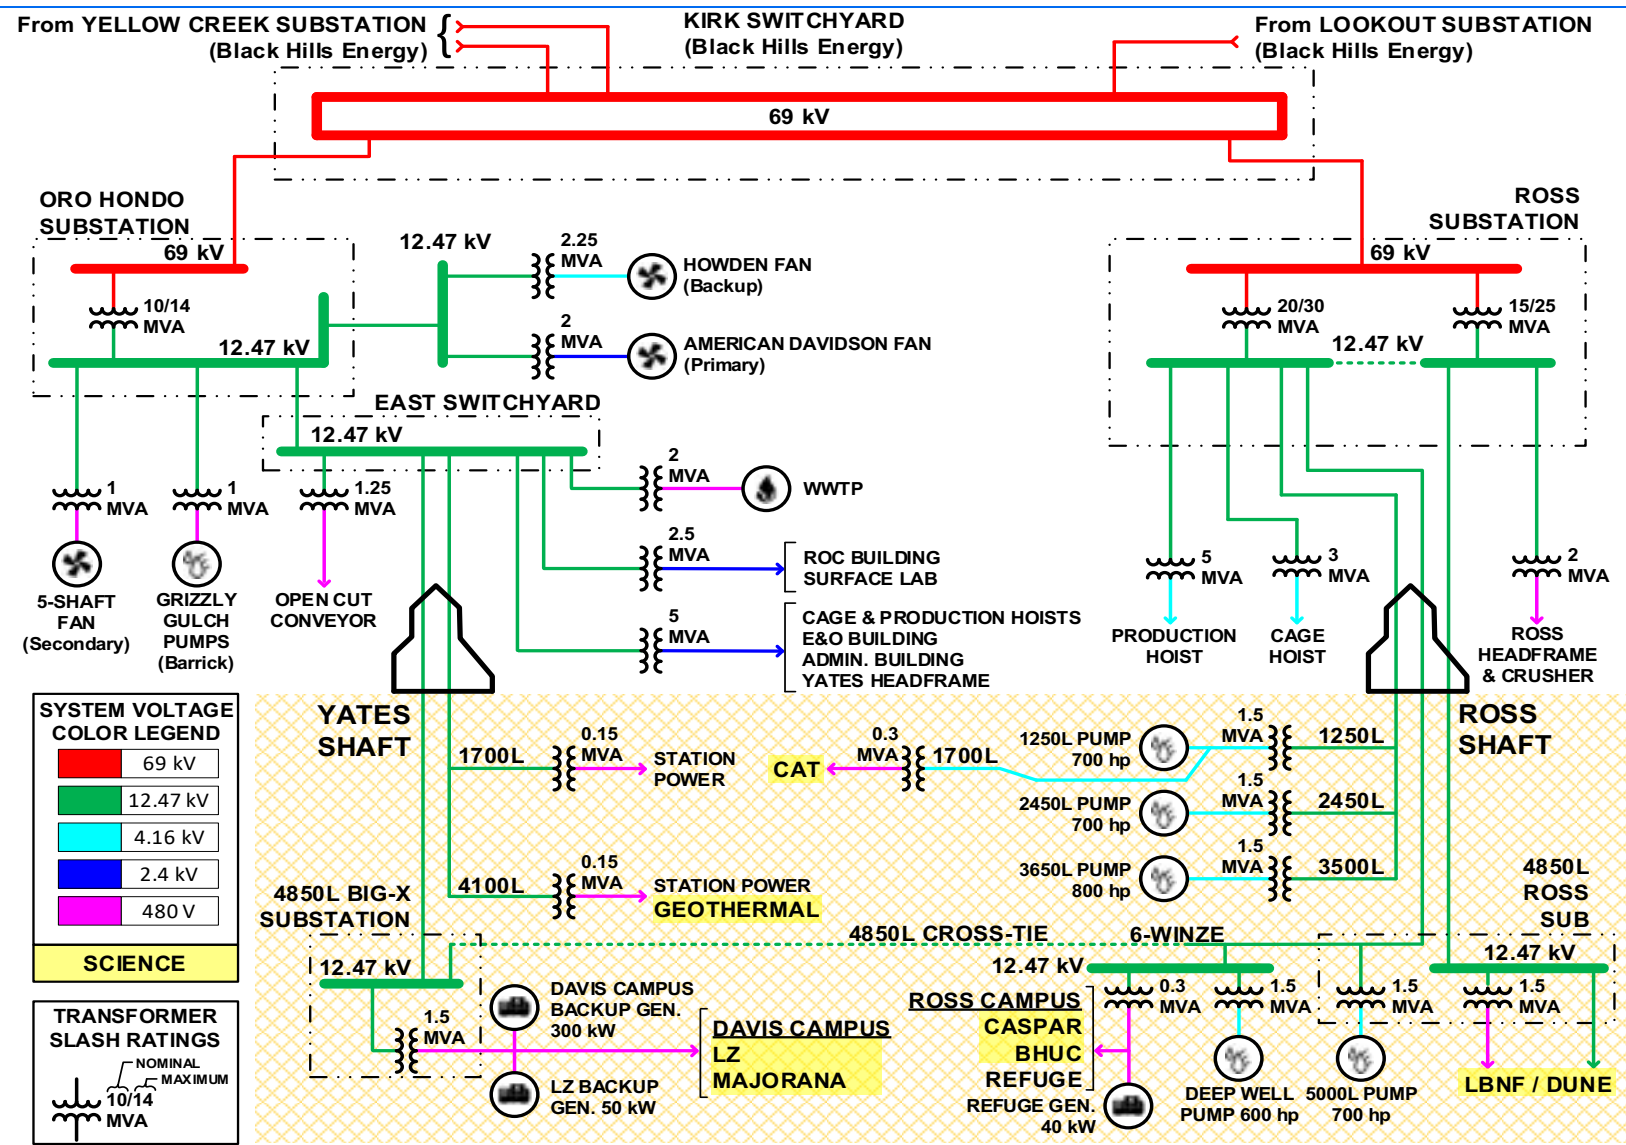 From YELLOW CREEK SUBSTATION
(Black Hills Energy)
KIRK SWITCHYARD
(Black Hills Energy)
From LOOKOUT SUBSTATION
(Black Hills Energy)
69 kV
ORO HONDO
SUBSTATION
69 kV
10/14
MVA
12.47 kV
12.47 kV
2.25
MVA
HOWDEN FAN
(Backup)
2
MVA
AMERICAN DAVIDSON FAN
(Primary)
ROSS
SUBSTATION
69 kV
20/30
MVA
15/25
MVA
12.47 kV
EAST SWITCHYARD
12.47 kV
1
MVA
5-SHAFT
FAN
(Secondary)
1
MVA
GRIZZLY
GULCH
PUMPS
(Barrick)
1.25
MVA
OPEN CUT
CONVEYOR
2
MVA
WWTP
2.5
MVA
ROC BUILDING
SURFACE LAB
5
MVA
CAGE & PRODUCTION HOISTS
E&O BUILDING
ADMIN. BUILDING
YATES HEADFRAME
5
MVA
PRODUCTION
HOIST
3
MVA
CAGE
HOIST
2
MVA
ROSS
HEADFRAME
& CRUSHER
SYSTEM VOLTAGE
COLOR LEGEND
69 kV
12.47 kV
4.16 kV
2.4 kV
480 V
SCIENCE
TRANSFORMER
SLASH RATINGS
NOMINAL
MAXIMUM
10/14
MVA
YATES
SHAFT
1700L
0.15
MVA
STATION
POWER
4100L
0.15
MVA
STATION POWER
GEOTHERMAL
CAT
0.3
MVA
1700L
1250L PUMP
700 hp
1.5
MVA
1250L
2450L PUMP
700 hp
1.5
MVA
2450L
3650L PUMP
800 hp
1.5
MVA
3500L
ROSS
SHAFT
4850L BIG-X
SUBSTATION
12.47 kV
1.5
MVA
DAVIS CAMPUS
BACKUP GEN.
300 kW
LZ BACKUP
GEN. 50 kW
DAVIS CAMPUS
LZ
MAJORANA
4850L CROSS-TIE
6-WINZE
12.47 kV
ROSS CAMPUS
CASPAR
BHUC
REFUGE
REFUGE GEN.
40 kW
0.3
MVA
1.5
MVA
DEEP WELL
PUMP 600 hp
4850L
ROSS
SUB
12.47 kV
1.5
MVA
5000L PUMP
700 hp
1.5
MVA
LBNF / DUNE